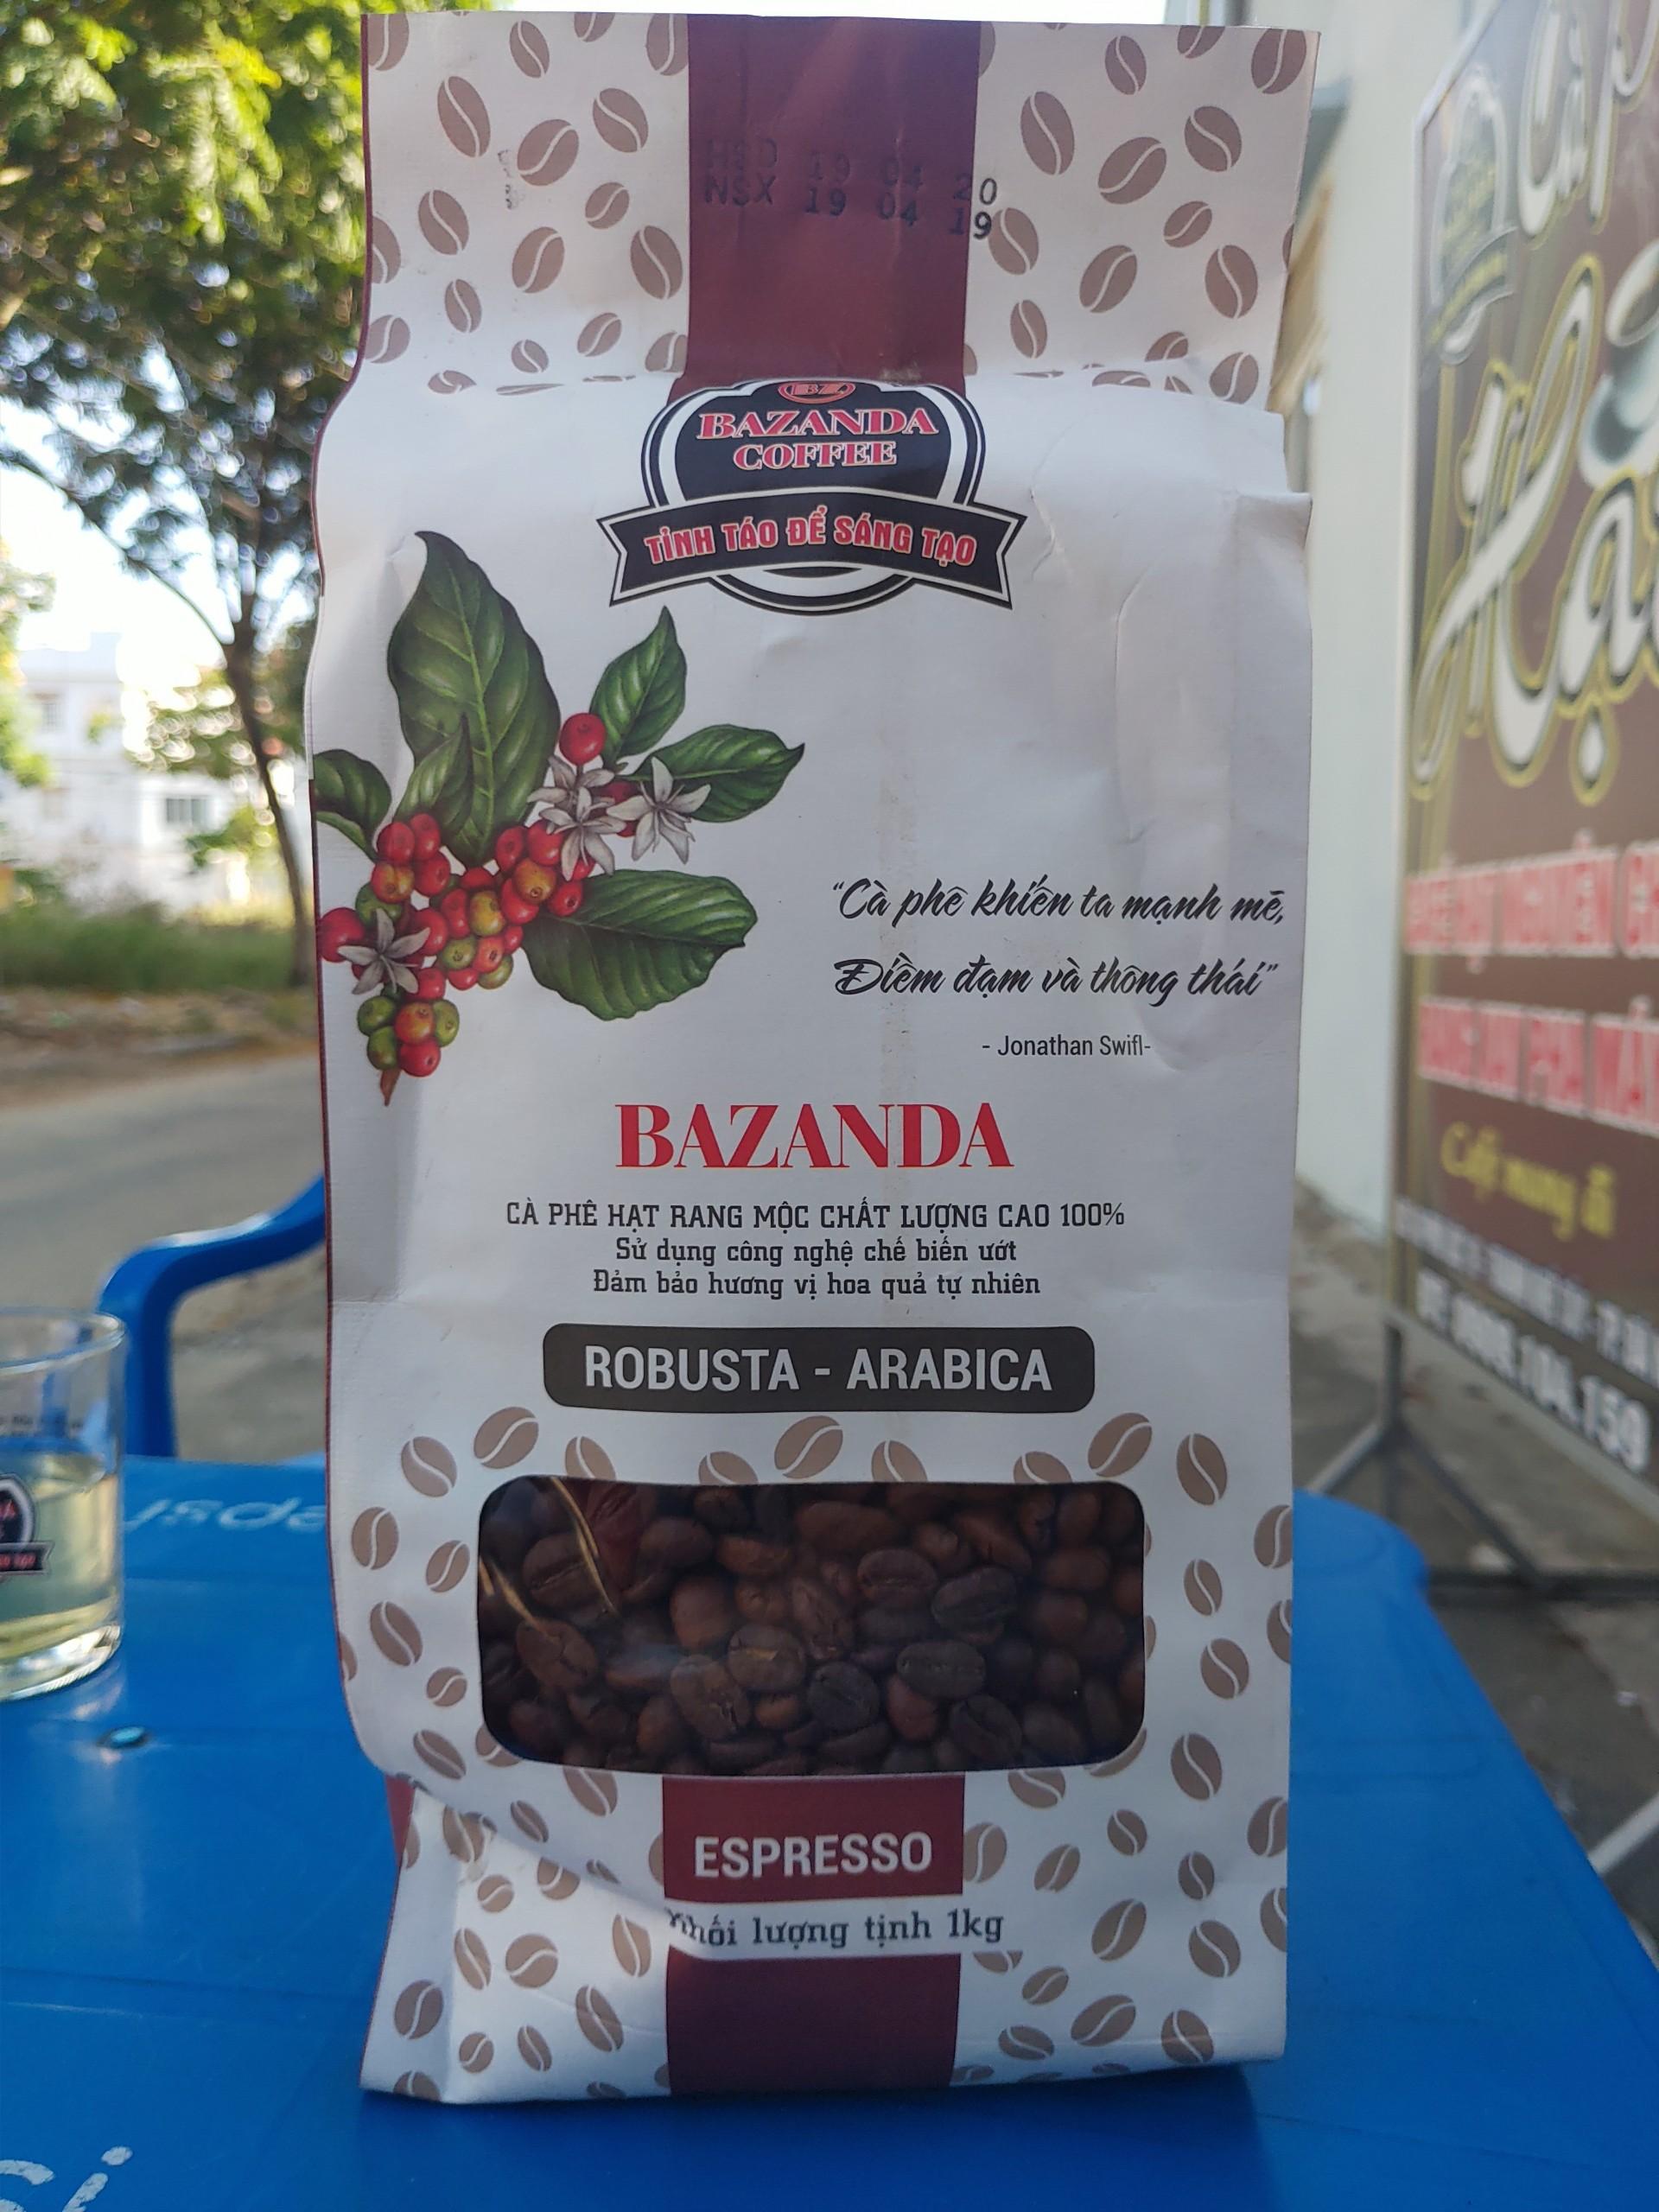 HSD 19 04 20
NSX 19 04 19
BZ
BAZANDA
COFFEE
TỈNH TÁO ĐỂ SÁNG TẠO
“Cà phê khiến ta mạnh mẽ,
Điềm đạm và thông thái”
- Jonathan Swifl-
BAZANDA
CÀ PHÊ HẠT RANG MỘC CHẤT LƯỢNG CAO 100%
Sử dụng công nghệ chế biến ướt
Đảm bảo hương vị hoa quả tự nhiên
ROBUSTA - ARABICA
ESPRESSO
Khối lượng tịnh 1kg